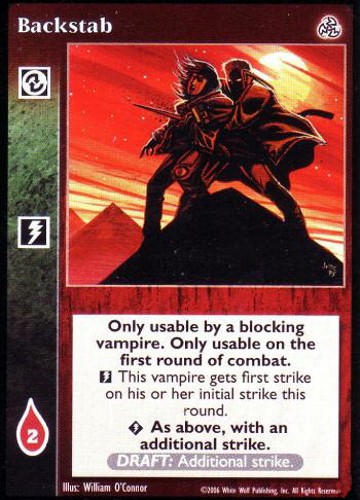 Backstab
Only usable by a blocking
vampire. Only usable on the
first round of combat.
This vampire gets first strike
on his or her initial strike this
round.
As above, with an
additional strike.
DRAFT: Additional strike.
2
Illus: William O'Connor
©2006 White Wolf Publishing, Inc. All Rights Reserved.